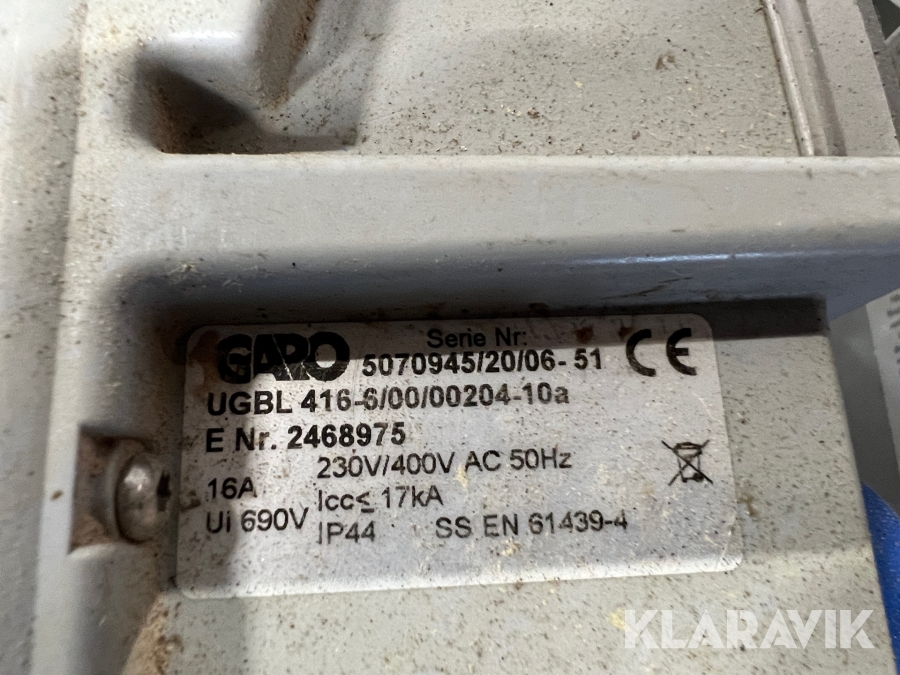 GARO Serie Nr:
5070945/20/06- 51 CE
UGBL 416-6/00/00204-10a
E Nr. 2468975
230V/400V AC 50Hz
16A Icc≤ 17kA
Ui 690V IP44 SS EN 61439-4
KLARAVIK